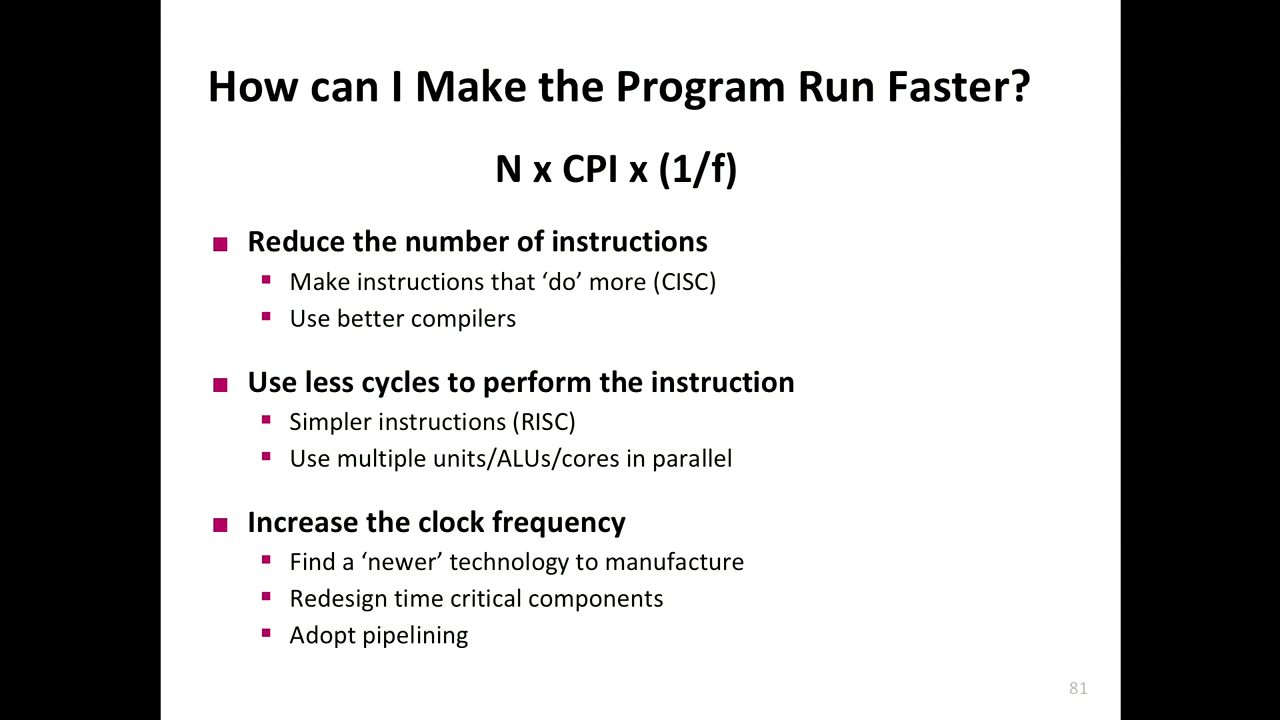 How can I Make the Program Run Faster?
N x CPI x (1/f)
Reduce the number of instructions
Make instructions that ‘do’ more (CISC)
Use better compilers
Use less cycles to perform the instruction
Simpler instructions (RISC)
Use multiple units/ALUs/cores in parallel
Increase the clock frequency
Find a ‘newer’ technology to manufacture
Redesign time critical components
Adopt pipelining
81